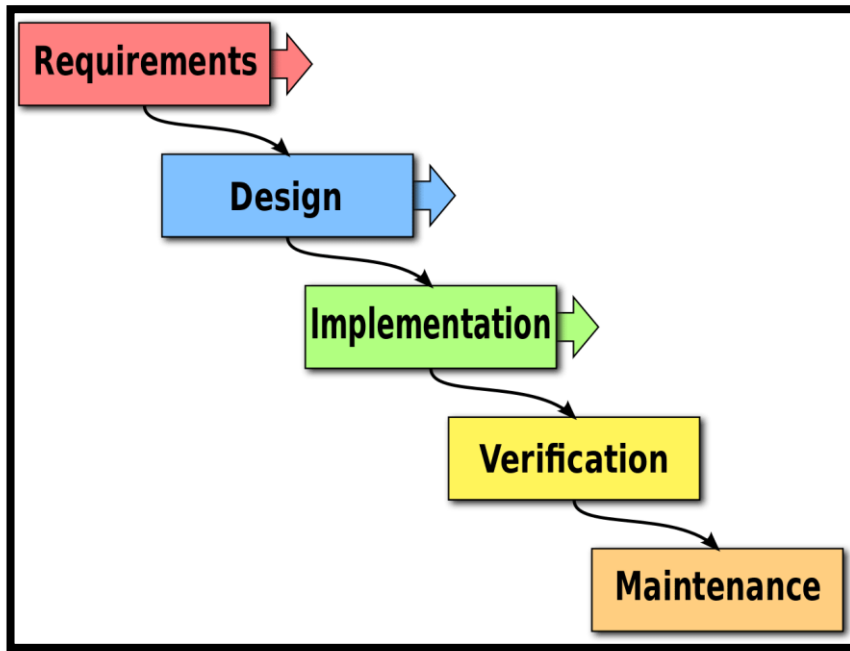 Requirements
Design
Implementation
Verification
Maintenance